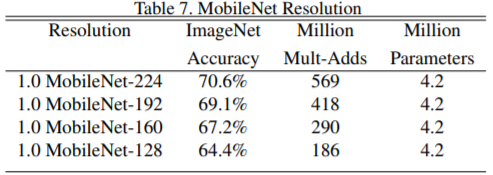 Table 7. MobileNet Resolution
Resolution ImageNet Million Million
Accuracy Mult-Adds Parameters
1.0 MobileNet-224 70.6% 569 4.2
1.0 MobileNet-192 69.1% 418 4.2
1.0 MobileNet-160 67.2% 290 4.2
1.0 MobileNet-128 64.4% 186 4.2